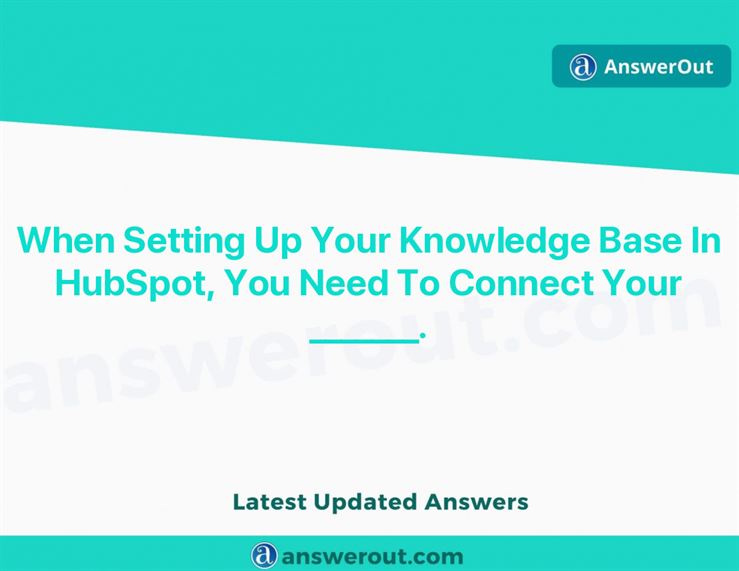 AnswerOut
When Setting Up Your Knowledge Base In
HubSpot, You Need To Connect Your
________.
answerout.com
Latest Updated Answers
answerout.com